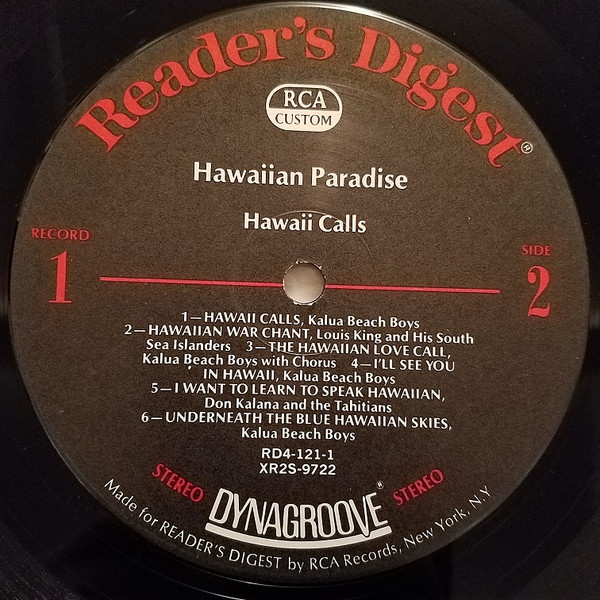 Reader's Digest®
RCA
CUSTOM
Hawaiian Paradise
Hawaii Calls
RECORD
1
SIDE
2
1—HAWAII CALLS, Kalua Beach Boys
2—HAWAIIAN WAR CHANT, Louis King and His South
Sea Islanders 3—THE HAWAIIAN LOVE CALL,
Kalua Beach Boys with Chorus 4—I'LL SEE YOU
IN HAWAII, Kalua Beach Boys
5—I WANT TO LEARN TO SPEAK HAWAIIAN,
Don Kalana and the Tahitians
6—UNDERNEATH THE BLUE HAWAIIAN SKIES,
Kalua Beach Boys
RD4-121-1
XR2S-9722
STEREO DYNAGROOVE® STEREO
Made for READER'S DIGEST by RCA Records, New York, N.Y